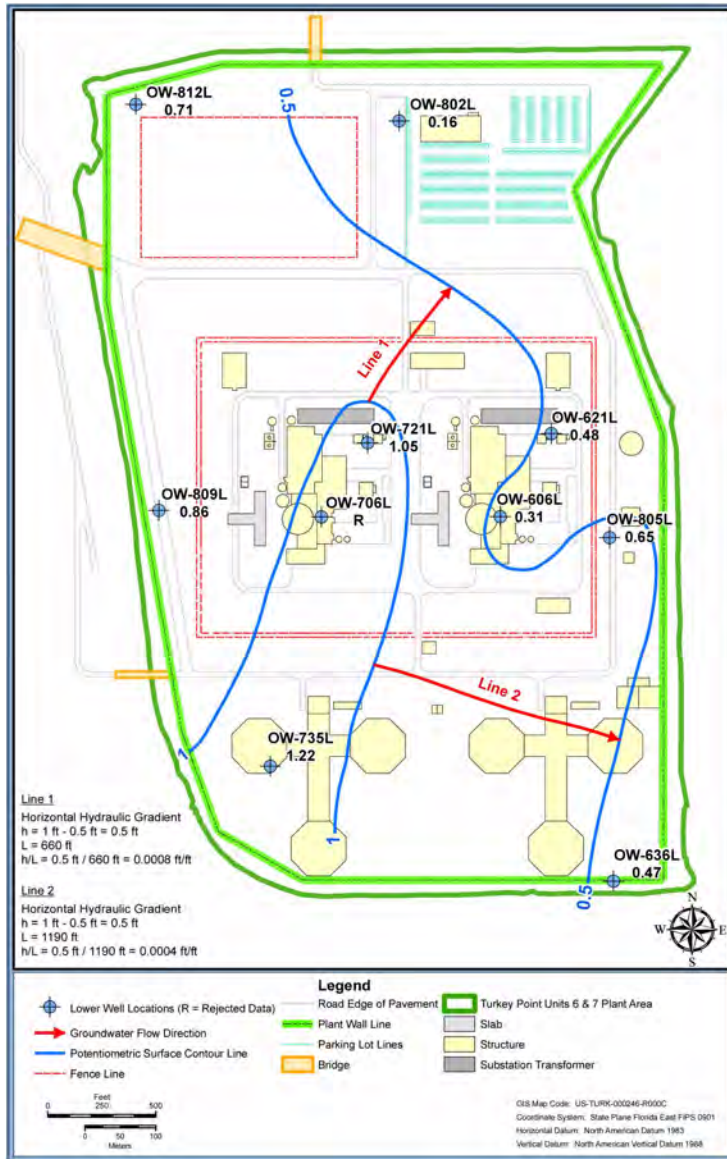 OW-812L
0.71
0.5
OW-802L
0.16
Line 1
OW-721L
1.05
OW-621L
0.48
OW-809L
0.86
OW-706L
R
OW-606L
0.31
OW-805L
0.65
Line 2
1
OW-735L
1.22
1
OW-636L
0.47
0.5
Line 1
Horizontal Hydraulic Gradient
h = 1 ft - 0.5 ft = 0.5 ft
L = 660 ft
h/L = 0.5 ft / 660 ft = 0.0008 ft/ft
Line 2
Horizontal Hydraulic Gradient
h = 1 ft - 0.5 ft = 0.5 ft
L = 1190 ft
h/L = 0.5 ft / 1190 ft = 0.0004 ft/ft
N
W E
S
Legend
Lower Well Locations (R = Rejected Data)
Groundwater Flow Direction
Potentiometric Surface Contour Line
Fence Line
Road Edge of Pavement
Plant Wall Line
Parking Lot Lines
Bridge
Turkey Point Units 6 & 7 Plant Area
Slab
Structure
Substation Transformer
Feet
0 250 500
0 50 100
Meters
GIS Map Code: US-TURK-000246-R000C
Coordinate System: State Plane Florida East FIPS 0901
Horizontal Datum: North American Datum 1983
Vertical Datum: North American Vertical Datum 1988